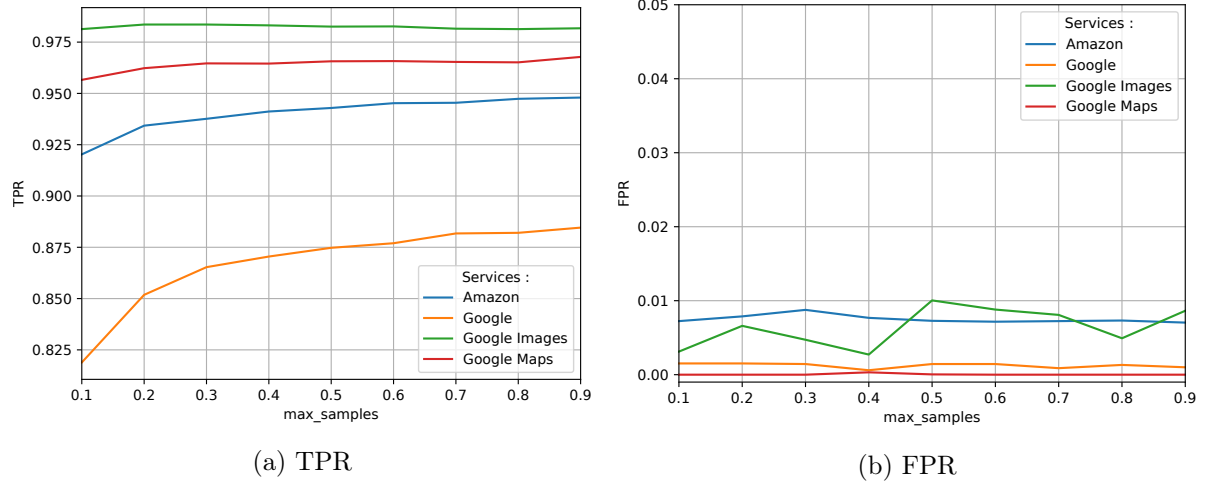 0.975
0.950
0.925
0.900
0.875
0.850
0.825
TPR
0.1 0.2 0.3 0.4 0.5 0.6 0.7 0.8 0.9
max_samples
Services :
Amazon
Google
Google Images
Google Maps
(a) TPR
0.05
0.04
0.03
0.02
0.01
0.00
FPR
0.1 0.2 0.3 0.4 0.5 0.6 0.7 0.8 0.9
max_samples
Services :
Amazon
Google
Google Images
Google Maps
(b) FPR